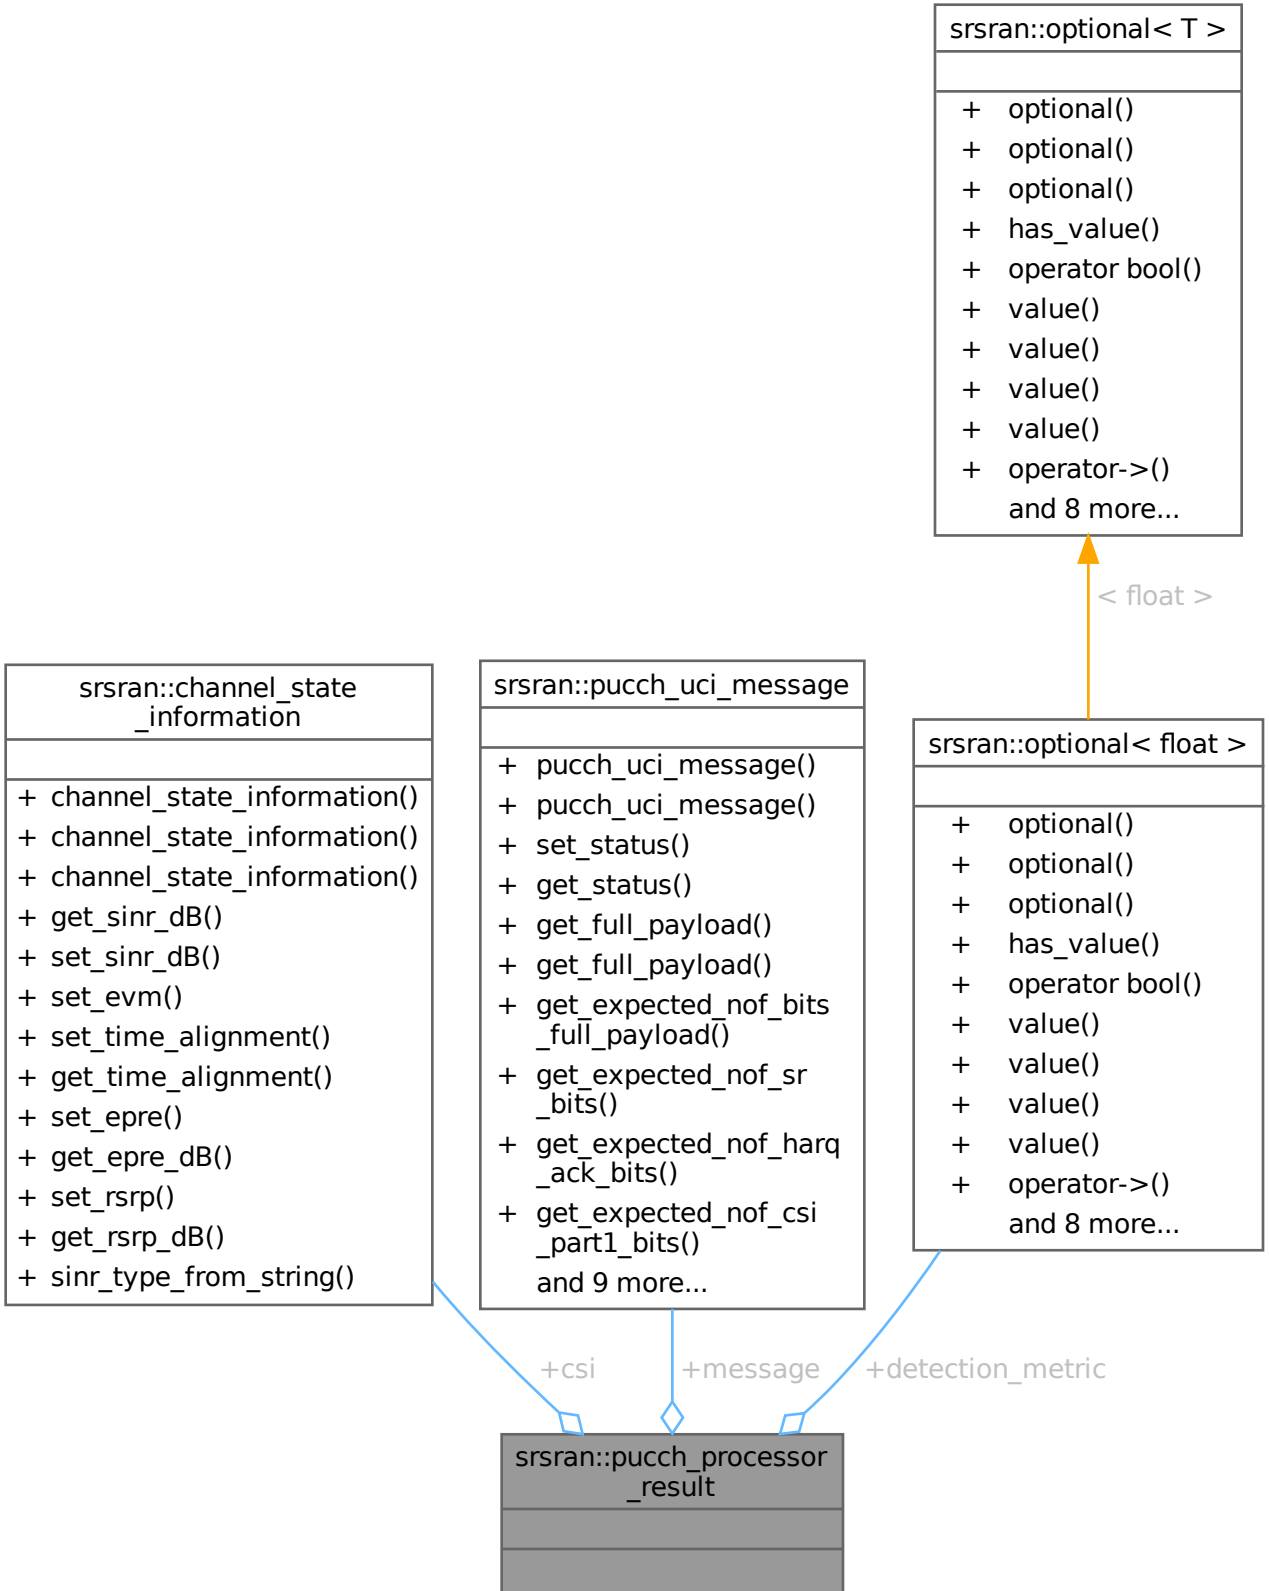 srsran::optional< T >
+ optional()
+ optional()
+ optional()
+ has_value()
+ operator bool()
+ value()
+ value()
+ value()
+ value()
+ operator->()
and 8 more...
< float >
srsran::channel_state
_information
+ channel_state_information()
+ channel_state_information()
+ channel_state_information()
+ get_sinr_dB()
+ set_sinr_dB()
+ set_evm()
+ set_time_alignment()
+ get_time_alignment()
+ set_epre()
+ get_epre_dB()
+ set_rsrp()
+ get_rsrp_dB()
+ sinr_type_from_string()
srsran::pucch_uci_message
+ pucch_uci_message()
+ pucch_uci_message()
+ set_status()
+ get_status()
+ get_full_payload()
+ get_full_payload()
+ get_expected_nof_bits
_full_payload()
+ get_expected_nof_sr
_bits()
+ get_expected_nof_harq
_ack_bits()
+ get_expected_nof_csi
_part1_bits()
and 9 more...
srsran::optional< float >
+ optional()
+ optional()
+ optional()
+ has_value()
+ operator bool()
+ value()
+ value()
+ value()
+ value()
+ operator->()
and 8 more...
+csi
+message
+detection_metric
srsran::pucch_processor
_result